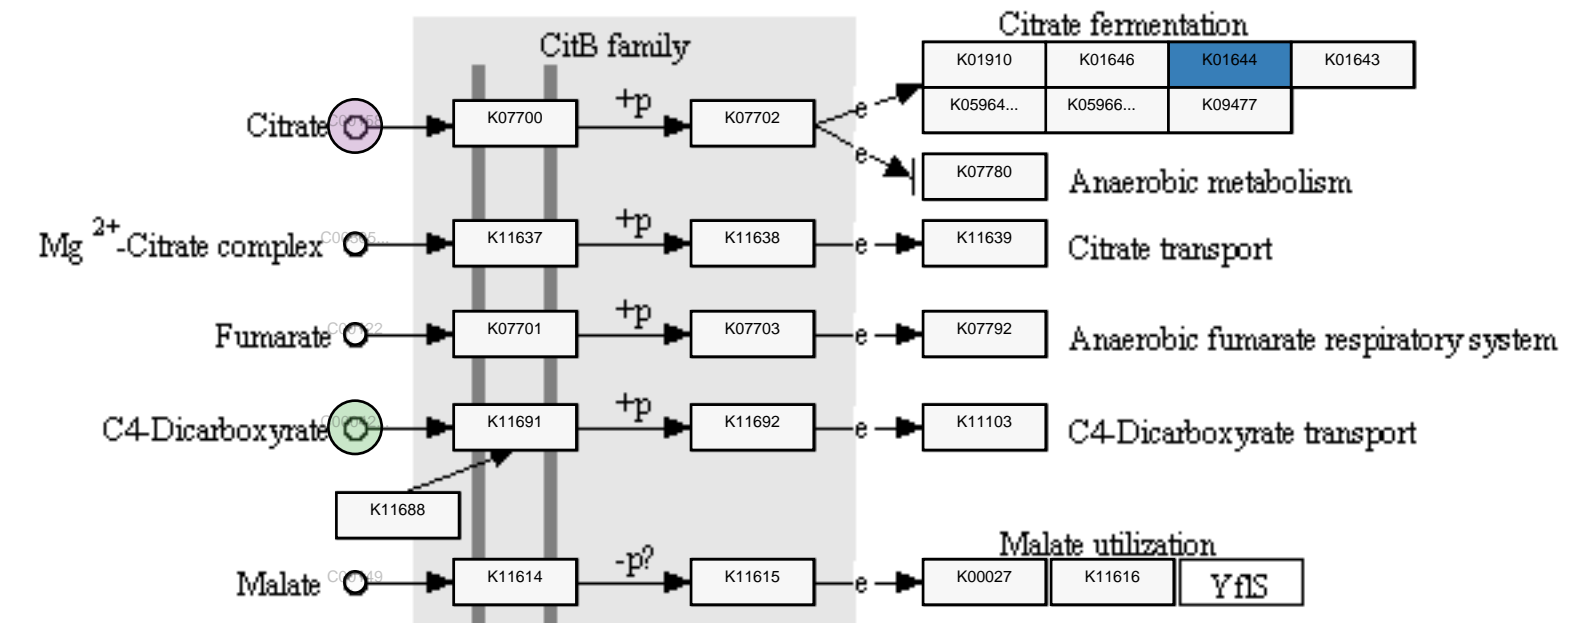 Citrate fermentation
CitB family
K01910 K01646 K01644 K01643
K05964... K05966... K09477
Citrate K07700 +p K07702 e
e K07780 Anaerobic metabolism
Mg 2+-Citrate complex K11637 +p K11638 e K11639 Citrate transport
Fumarate K07701 +p K07703 e K07792 Anaerobic fumarate respiratory system
C4-Dicarboxyrate K11691 +p K11692 e K11103 C4-Dicarboxyrate transport
K11688
Malate utilization
Malate K11614 -p? K11615 e K00027 K11616 YflS